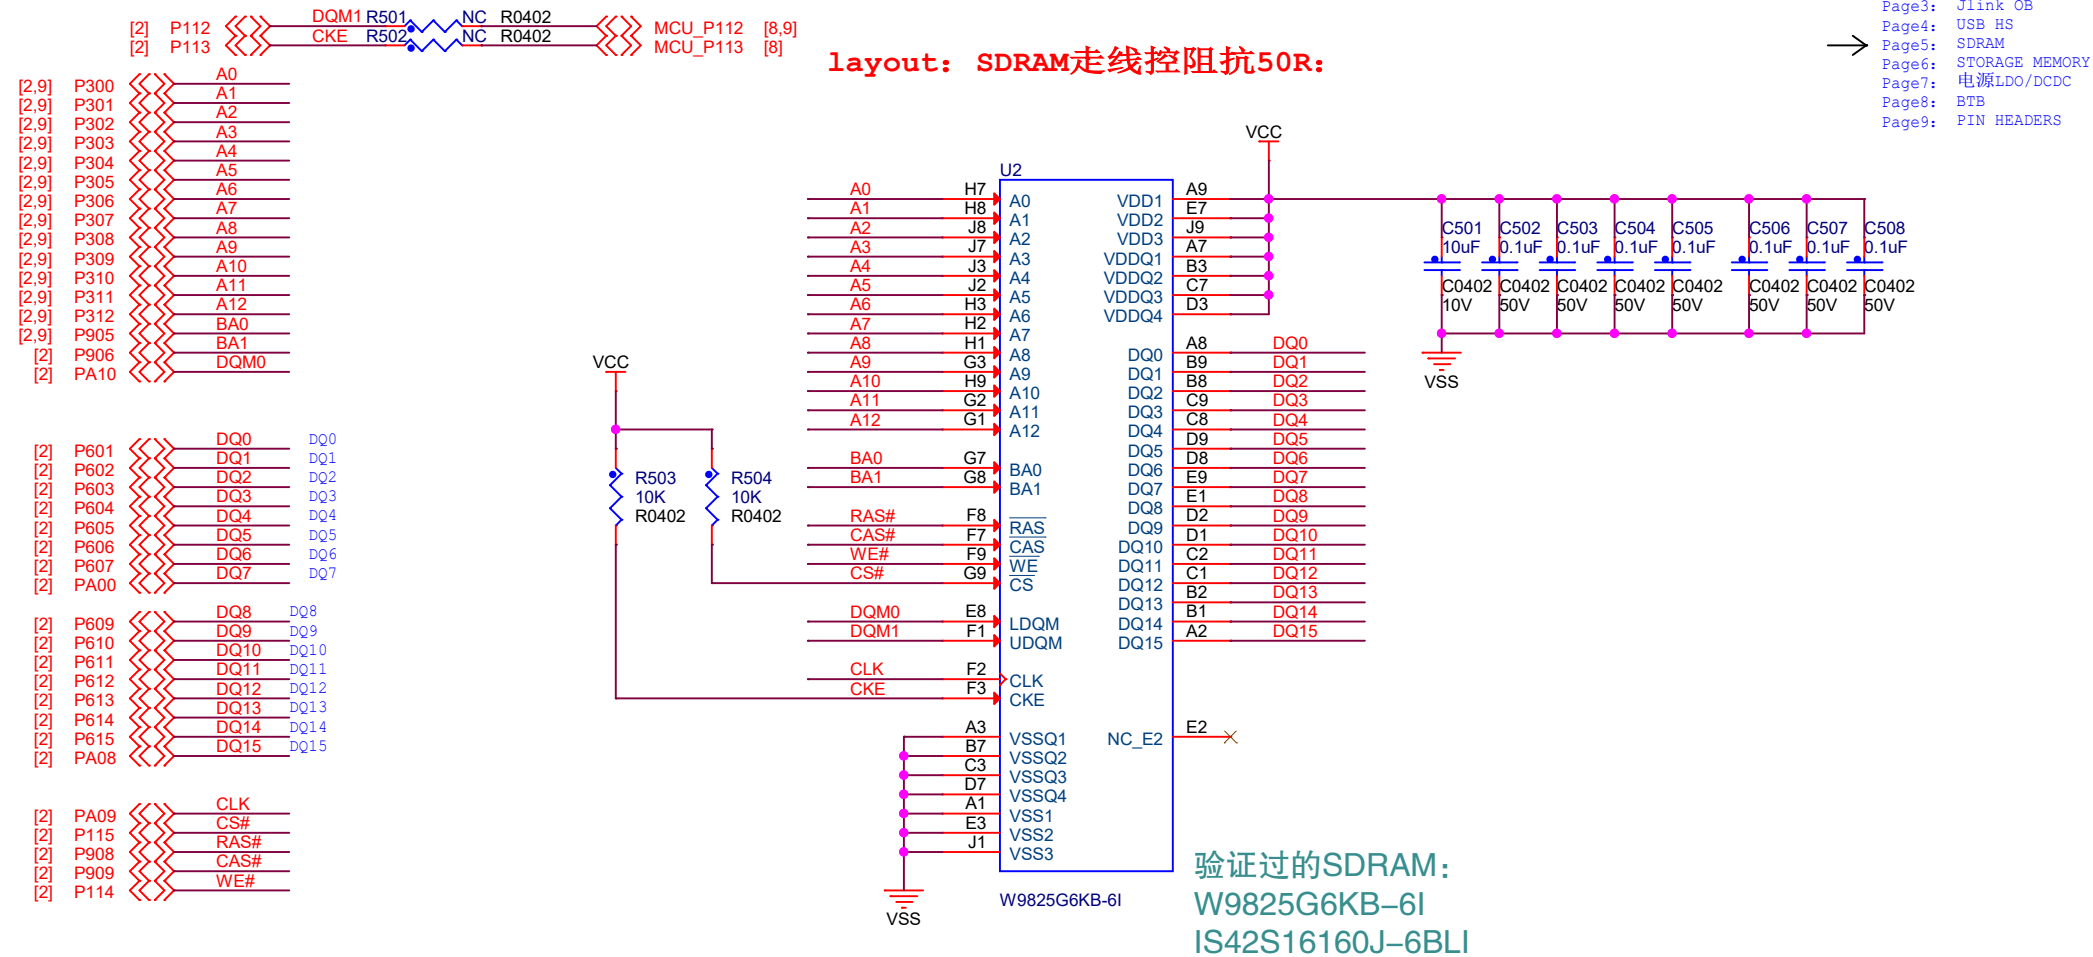 [2] P112 DQM1 R501 NC R0402 MCU_P112 [8,9]
[2] P113 CKE R502 NC R0402 MCU_P113 [8]
layout: SDRAM走线控阻抗50R:
Page3: Jlink OB
Page4: USB HS
Page5: SDRAM
Page6: STORAGE MEMORY
Page7: 电源LDO/DCDC
Page8: BTB
Page9: PIN HEADERS
[2,9] P300 A0
[2,9] P301 A1
[2,9] P302 A2
[2,9] P303 A3
[2,9] P304 A4
[2,9] P305 A5
[2,9] P306 A6
[2,9] P307 A7
[2,9] P308 A8
[2,9] P309 A9
[2,9] P310 A10
[2,9] P311 A11
[2,9] P312 A12
[2,9] P905 BA0
[2] P906 BA1
[2] PA10 DQM0
[2] P601 DQ0 DQ0
[2] P602 DQ1 DQ1
[2] P603 DQ2 DQ2
[2] P604 DQ3 DQ3
[2] P605 DQ4 DQ4
[2] P606 DQ5 DQ5
[2] P607 DQ6 DQ6
[2] PA00 DQ7 DQ7
[2] P609 DQ8 DQ8
[2] P610 DQ9 DQ9
[2] P611 DQ10 DQ10
[2] P612 DQ11 DQ11
[2] P613 DQ12 DQ12
[2] P614 DQ13 DQ13
[2] P615 DQ14 DQ14
[2] PA08 DQ15 DQ15
[2] PA09 CLK
[2] P115 CS#
[2] P908 RAS#
[2] P909 CAS#
[2] P114 WE#
VCC
R503 R504
10K 10K
R0402 R0402
U2
A0 H7 A0
A1 H8 A1
A2 J8 A2
A3 J7 A3
A4 J3 A4
A5 J2 A5
A6 H3 A6
A7 H2 A7
A8 H1 A8
A9 G3 A9
A10 H9 A10
A11 G2 A11
A12 G1 A12
BA0 G7 BA0
BA1 G8 BA1
RAS# F8 RAS
CAS# F7 CAS
WE# F9 WE
CS# G9 CS
DQM0 E8 LDQM
DQM1 F1 UDQM
CLK F2 CLK
CKE F3 CKE
A3 VSSQ1
B7 VSSQ2
C3 VSSQ3
D7 VSSQ4
A1 VSS1
E3 VSS2
J1 VSS3
VSS
VCC
VDD1 A9
VDD2 E7
VDD3 J9
VDDQ1 A7
VDDQ2 B3
VDDQ3 C7
VDDQ4 D3
DQ0 A8 DQ0
DQ1 B9 DQ1
DQ2 B8 DQ2
DQ3 C9 DQ3
DQ4 C8 DQ4
DQ5 D9 DQ5
DQ6 D8 DQ6
DQ7 E9 DQ7
DQ8 E1 DQ8
DQ9 D2 DQ9
DQ10 D1 DQ10
DQ11 C2 DQ11
DQ12 C1 DQ12
DQ13 B2 DQ13
DQ14 B1 DQ14
DQ15 A2 DQ15
NC_E2 E2
W9825G6KB-6I
C501 C502 C503 C504 C505 C506 C507 C508
10uF 0.1uF 0.1uF 0.1uF 0.1uF 0.1uF 0.1uF 0.1uF
C0402 C0402 C0402 C0402 C0402 C0402 C0402 C0402
10V 50V 50V 50V 50V 50V 50V 50V
VSS
验证过的SDRAM：
W9825G6KB-6I
IS42S16160J-6BLI